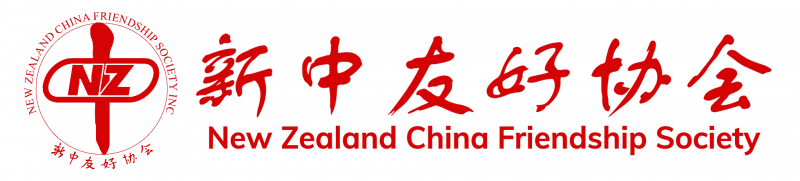 NEW ZEALAND CHINA FRIENDSHIP SOCIETY INC
NZ
新中友好协会
新中友好协会
New Zealand China Friendship Society